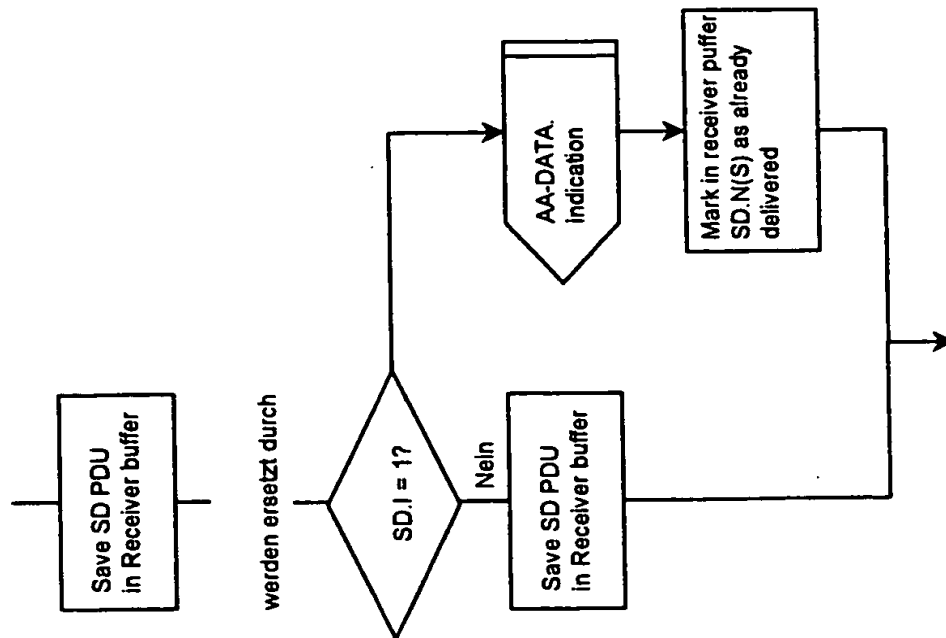 Save SD PDU
in Receiver buffer
werden ersetzt durch
SD.I = 1?
Nein
Save SD PDU
in Receiver buffer
AA-DATA.
indication
Mark in receiver puffer
SD.N(S) as already
delivered